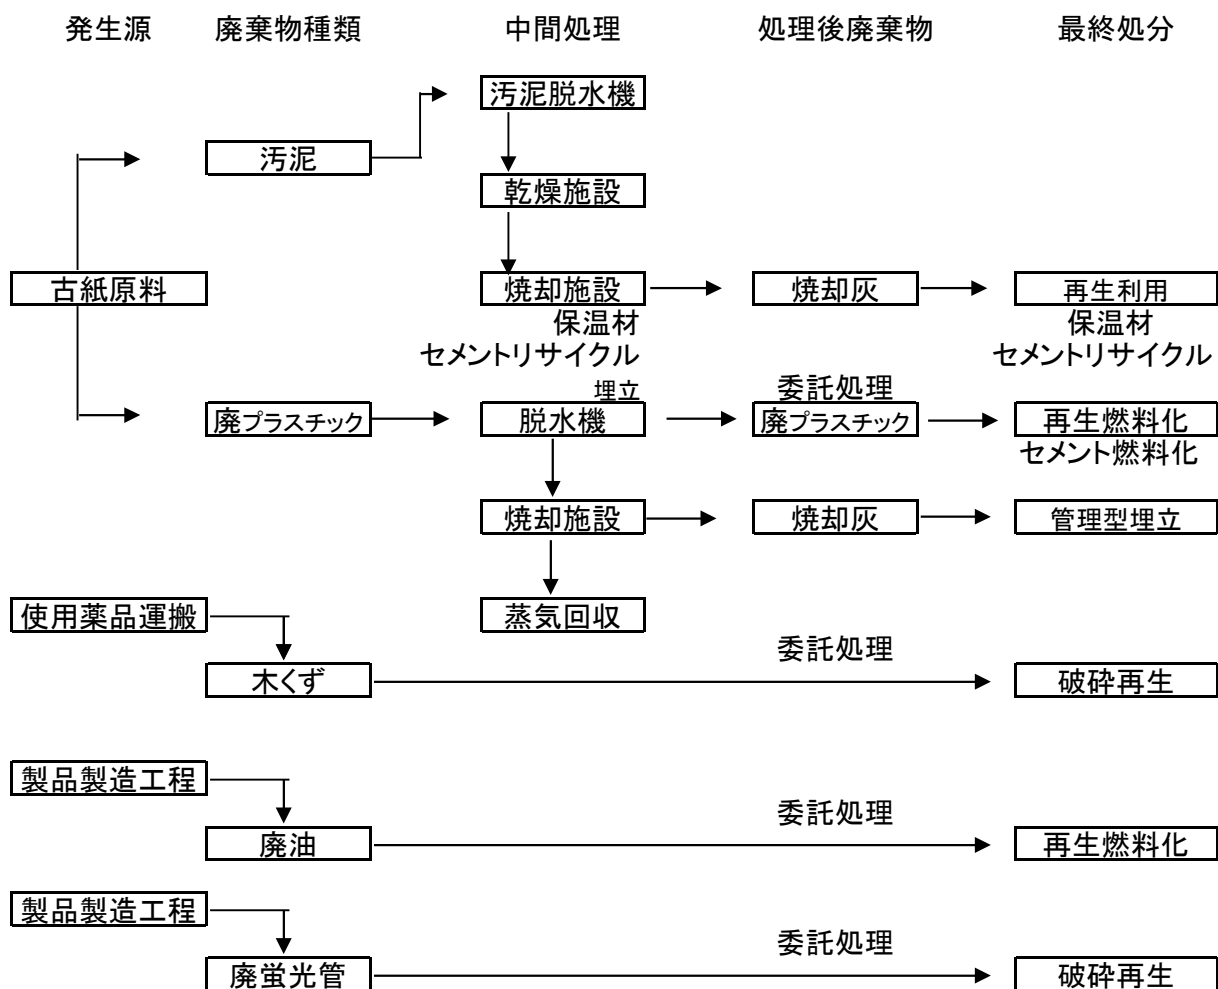 発生源 廃棄物種類 中間処理 処理後廃棄物 最終処分
汚泥脱水機
汚泥
乾燥施設
古紙原料 焼却施設 焼却灰 再生利用
保温材 保温材
セメントリサイクル セメントリサイクル
埋立 委託処理
廃プラスチック 脱水機 廃プラスチック 再生燃料化
セメント燃料化
焼却施設 焼却灰 管理型埋立
使用薬品運搬 蒸気回収
委託処理
木くず 破砕再生
製品製造工程
委託処理
廃油 再生燃料化
製品製造工程
委託処理
廃蛍光管 破砕再生